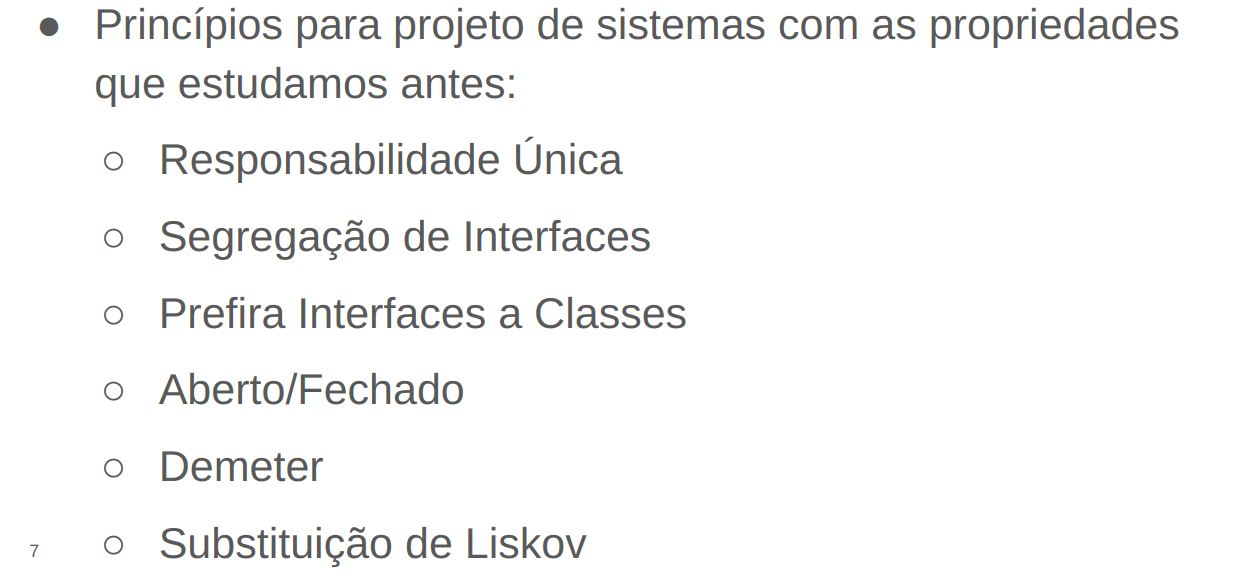 ● Princípios para projeto de sistemas com as propriedades
que estudamos antes:
○ Responsabilidade Única
○ Segregação de Interfaces
○ Prefira Interfaces a Classes
○ Aberto/Fechado
○ Demeter
○ Substituição de Liskov
7